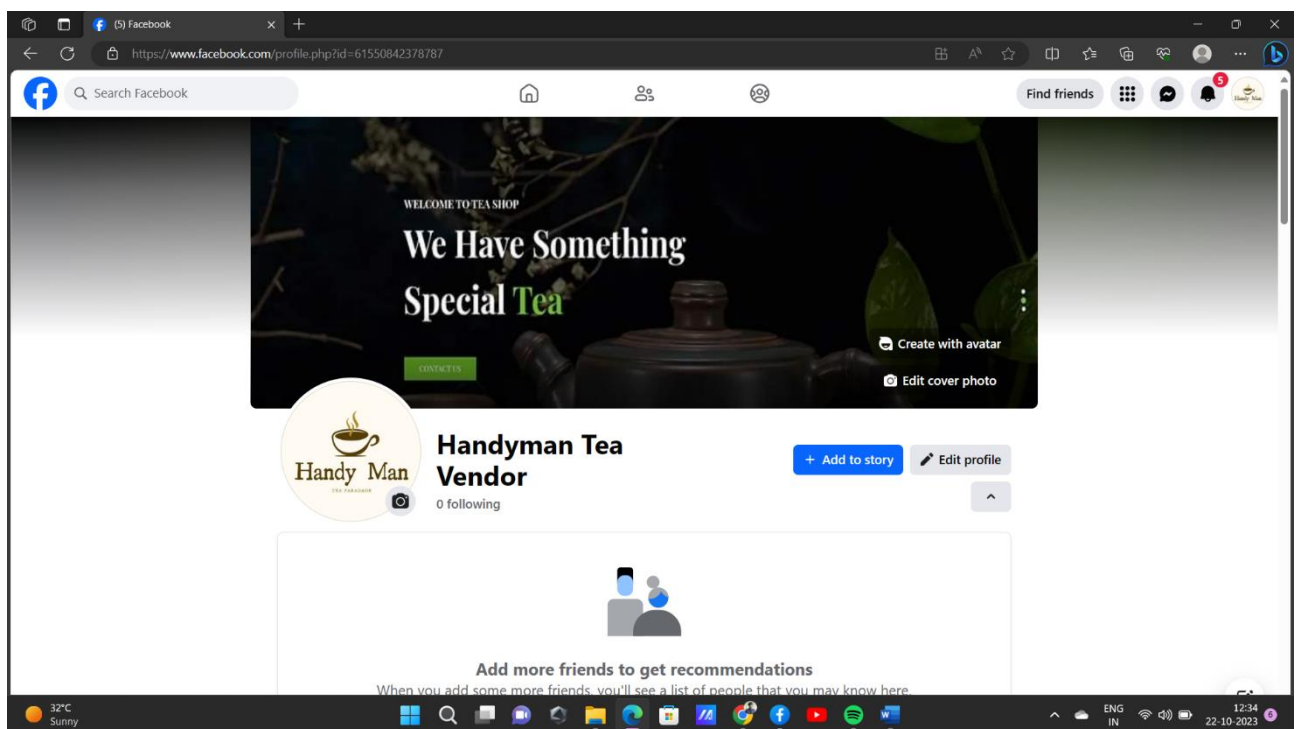 (5) Facebook
https://www.facebook.com/profile.php?id=61550842378787
Search Facebook
Find friends
5
Handy Man
WELCOME TO TEA SHOP
We Have Something
Special Tea
CONTACT US
Create with avatar
Edit cover photo
Handy Man
Handyman Tea
Vendor
0 following
+ Add to story
Edit profile
Add more friends to get recommendations
When you add some more friends, you'll see a list of people that you may know here.
32°C
Sunny
ENG
IN
12:34
22-10-2023
6